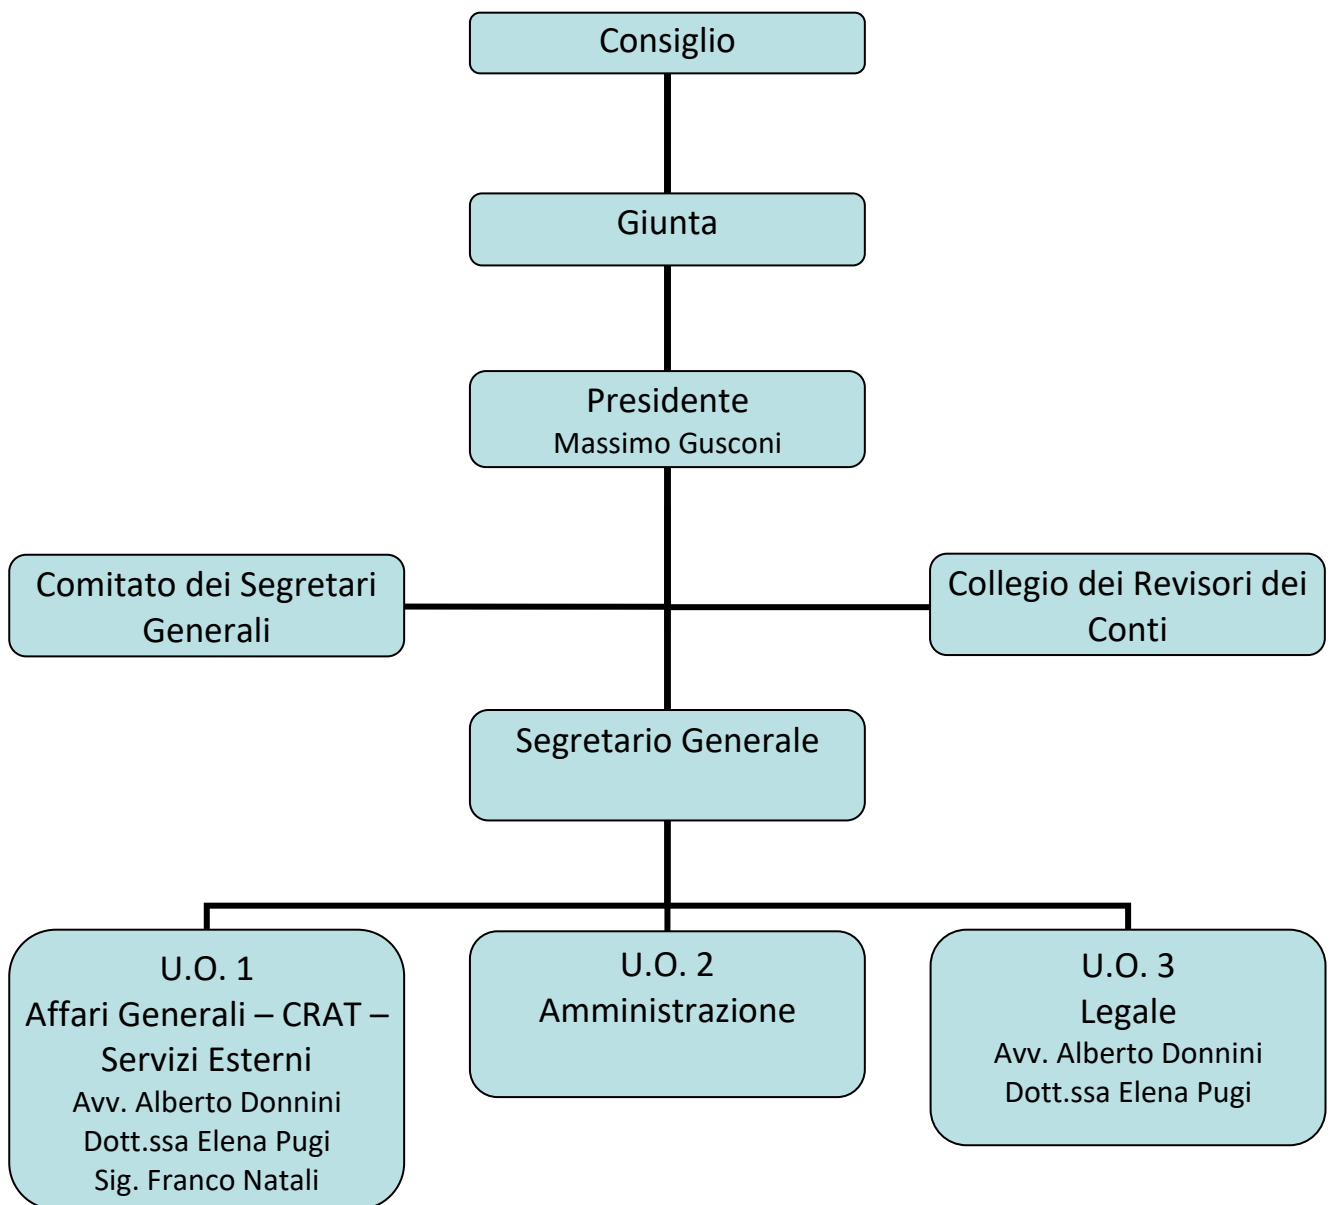 Consiglio
Giunta
Presidente
Massimo Gusconi
Comitato dei Segretari
Generali
Collegio dei Revisori dei
Conti
Segretario Generale
U.O. 1
Affari Generali – CRAT –
Servizi Esterni
Avv. Alberto Donnini
Dott.ssa Elena Pugi
Sig. Franco Natali
U.O. 2
Amministrazione
U.O. 3
Legale
Avv. Alberto Donnini
Dott.ssa Elena Pugi